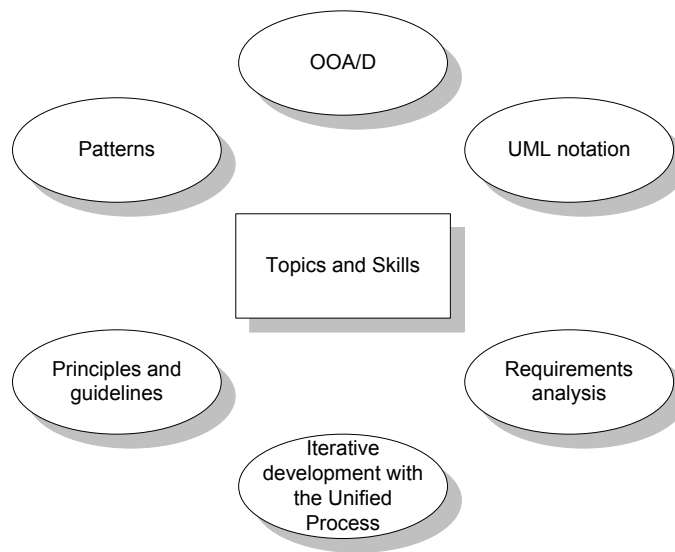 OOA/D
Patterns
UML notation
Topics and Skills
Principles and
guidelines
Requirements
analysis
Iterative
development with
the Unified
Process